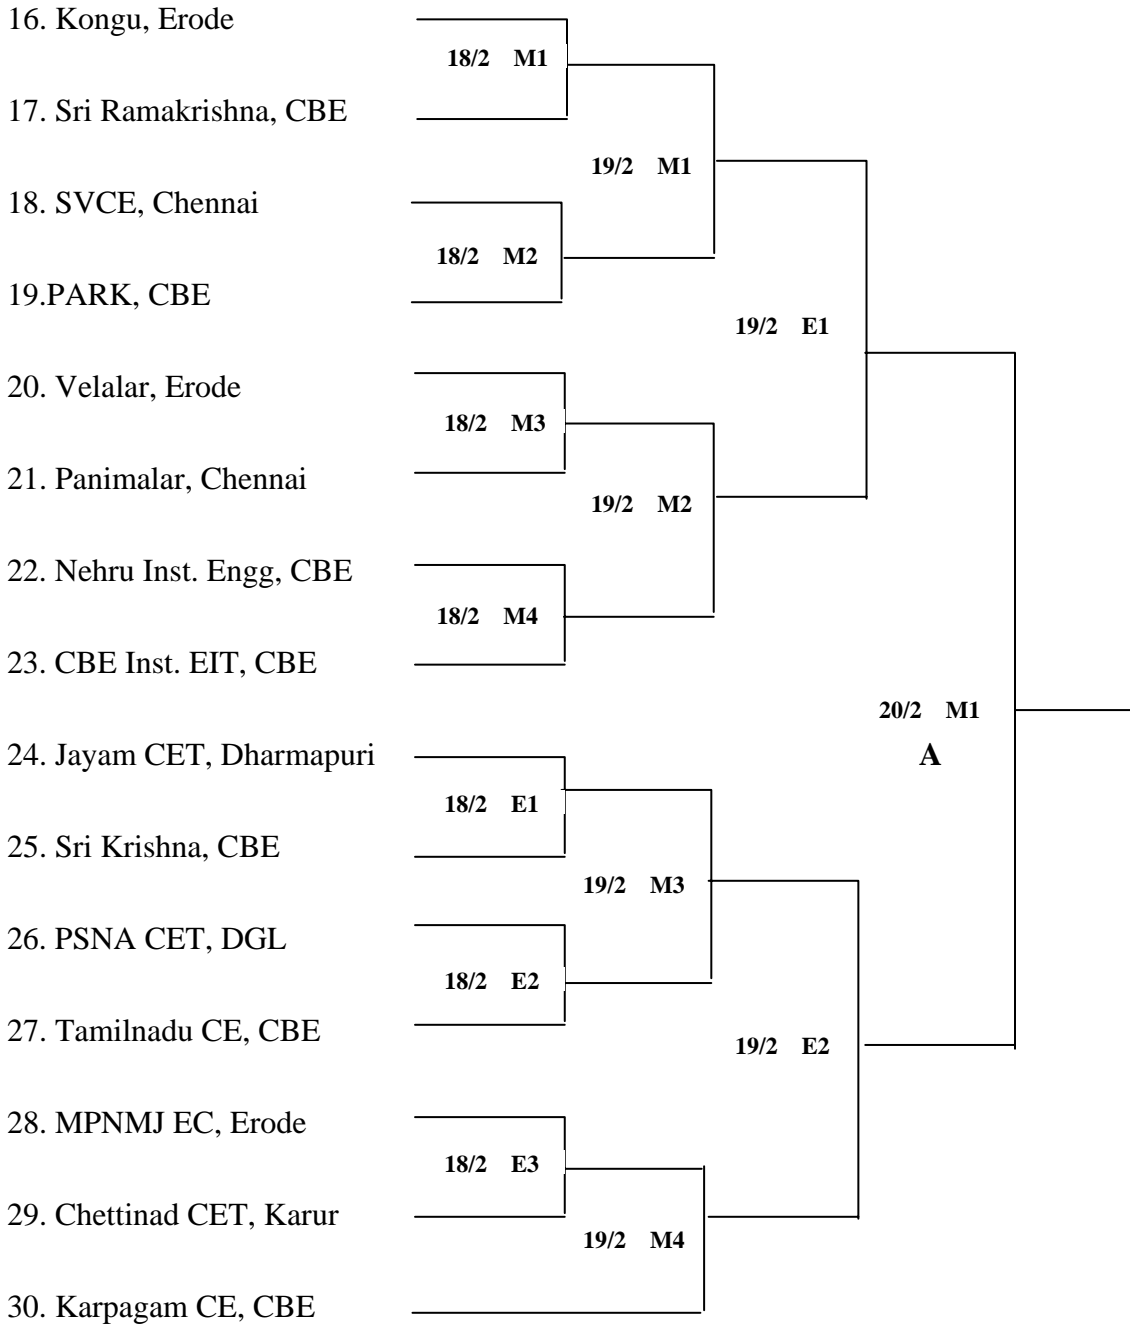 16. Kongu, Erode
18/2 M1
17. Sri Ramakrishna, CBE
19/2 M1
18. SVCE, Chennai
18/2 M2
19.PARK, CBE
19/2 E1
20. Velalar, Erode
18/2 M3
21. Panimalar, Chennai
19/2 M2
22. Nehru Inst. Engg, CBE
18/2 M4
23. CBE Inst. EIT, CBE
20/2 M1
24. Jayam CET, Dharmapuri
A
18/2 E1
25. Sri Krishna, CBE
19/2 M3
26. PSNA CET, DGL
18/2 E2
27. Tamilnadu CE, CBE
19/2 E2
28. MPNMJ EC, Erode
18/2 E3
29. Chettinad CET, Karur
19/2 M4
30. Karpagam CE, CBE